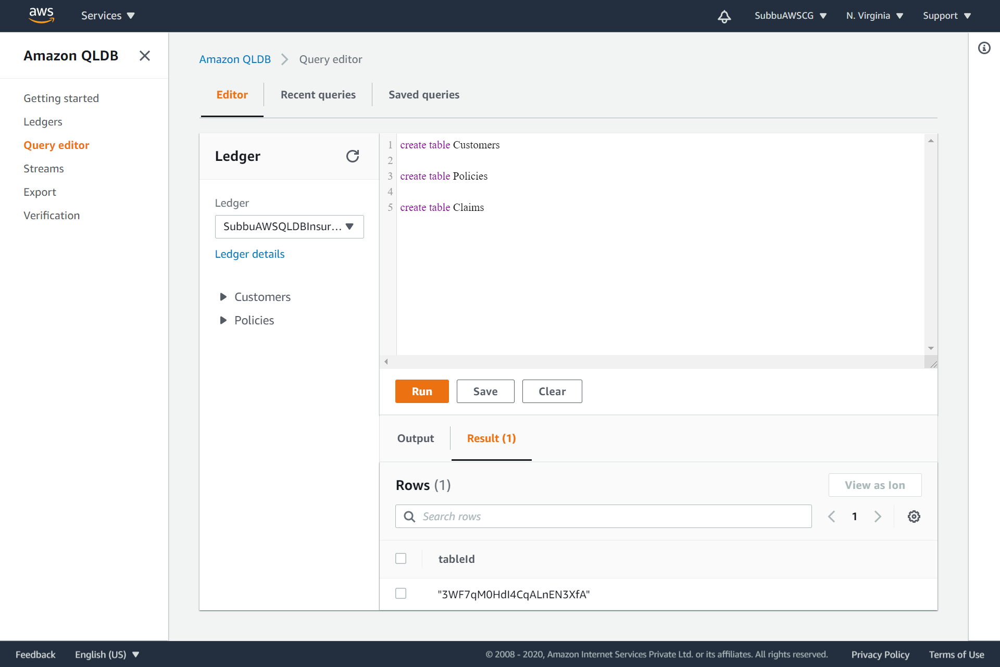 aws
Services
SubbuAWSCG
N. Virginia
Support
Amazon QLDB
Getting started
Ledgers
Query editor
Streams
Export
Verification
Amazon QLDB
Query editor
Editor
Recent queries
Saved queries
Ledger
Ledger
SubbuAWSQLDBInsur...
Ledger details
Customers
Policies
1 create table Customers
2
3 create table Policies
4
5 create table Claims
Run
Save
Clear
Output
Result (1)
Rows (1)
View as Ion
Search rows
1
tableId
"3WF7qM0HdI4CqALnEN3XfA"
Feedback
English (US)
© 2008 - 2020, Amazon Internet Services Private Ltd. or its affiliates. All rights reserved.
Privacy Policy
Terms of Use